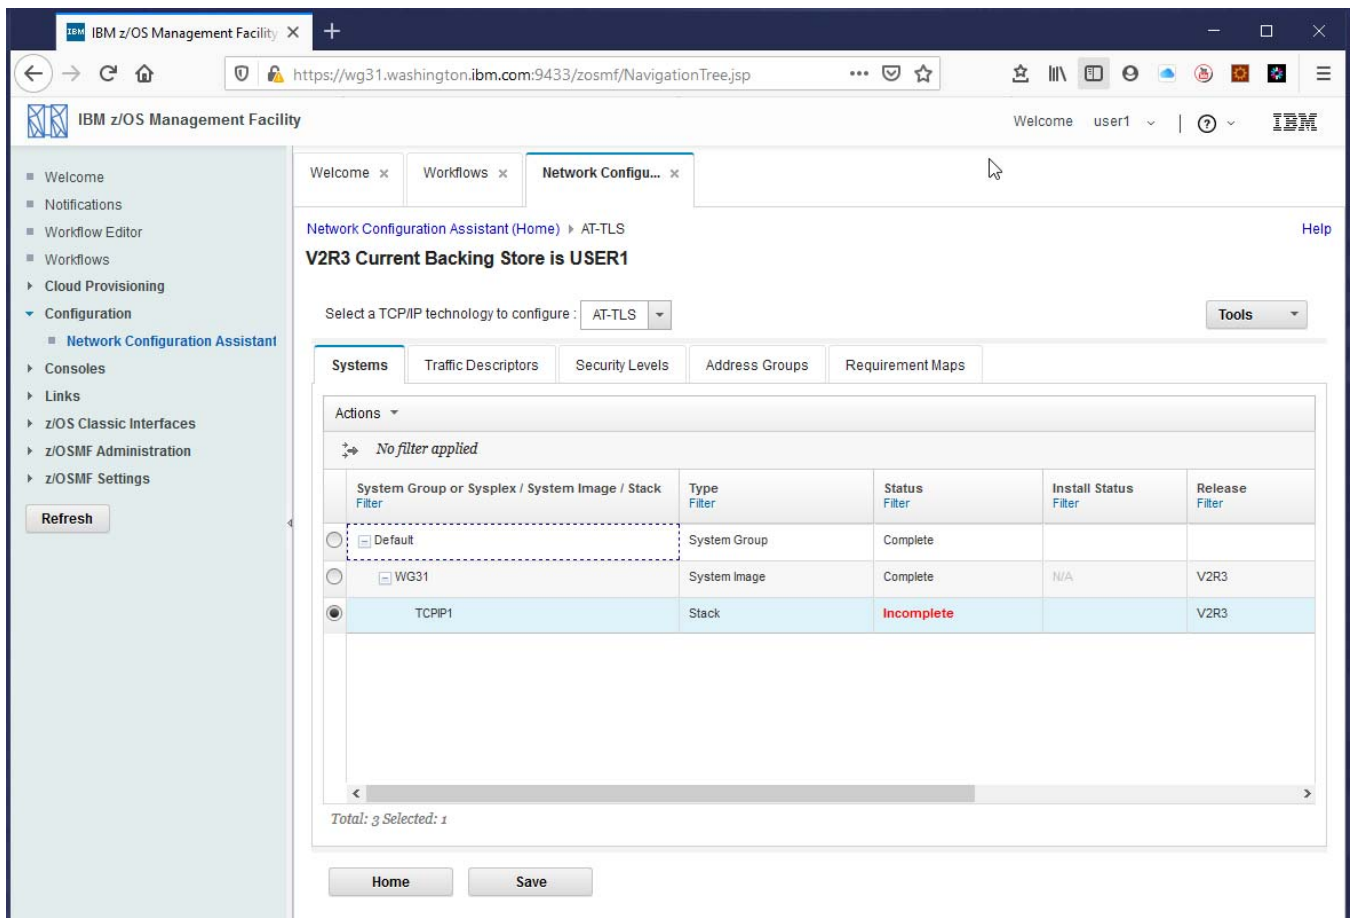 IBM IBM z/OS Management Facility
https://wg31.washington.ibm.com:9433/zosmf/NavigationTree.jsp
IBM z/OS Management Facility
Welcome user1
IBM
Welcome
Notifications
Workflow Editor
Workflows
Cloud Provisioning
Configuration
Network Configuration Assistant
Consoles
Links
z/OS Classic Interfaces
z/OSMF Administration
z/OSMF Settings
Refresh
Welcome Workflows Network Configu...
Network Configuration Assistant (Home) AT-TLS Help
V2R3 Current Backing Store is USER1
Select a TCP/IP technology to configure : AT-TLS Tools
Systems Traffic Descriptors Security Levels Address Groups Requirement Maps
Actions
No filter applied
System Group or Sysplex / System Image / Stack Type Status Install Status Release
Filter Filter Filter Filter Filter
Default System Group Complete
WG31 System Image Complete N/A V2R3
TCPIP1 Stack Incomplete V2R3
Total: 3 Selected: 1
Home Save